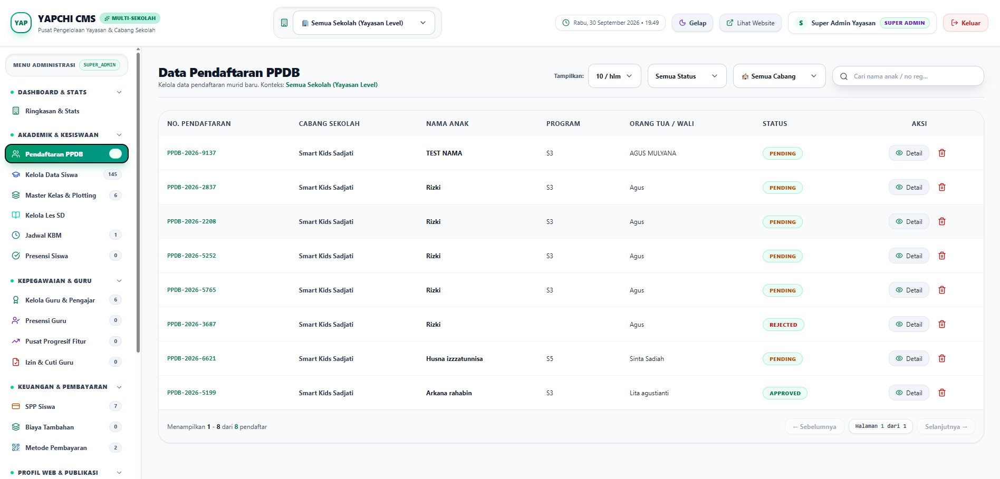 YAP
YAPCHI CMS
MULTI-SEKOLAH
Pusat Pengelolaan Yayasan & Cabang Sekolah
Semua Sekolah (Yayasan Level)
Rabu, 30 September 2026 • 19.49
Gelap
Lihat Website
S
Super Admin Yayasan
SUPER ADMIN
Keluar
MENU ADMINISTRASI
SUPER_ADMIN
DASHBOARD & STATS
Ringkasan & Stats
AKADEMIK & KESISWAAN
Pendaftaran PPDB
Kelola Data Siswa 145
Master Kelas & Plotting 6
Kelola Les SD
Jadwal KBM 1
Presensi Siswa 0
KEPEGAWAIAN & GURU
Kelola Guru & Pengajar 6
Presensi Guru 0
Pusat Progresif Fitur 0
Izin & Cuti Guru 0
KEUANGAN & PEMBAYARAN
SPP Siswa 7
Biaya Tambahan 0
Metode Pembayaran 2
PROFIL WEB & PUBLIKASI
Data Pendaftaran PPDB
Kelola data pendaftaran murid baru. Konteks: Semua Sekolah (Yayasan Level)
Tampilkan:
10 / hlm
Semua Status
Semua Cabang
Cari nama anak / no reg...
NO. PENDAFTARAN CABANG SEKOLAH NAMA ANAK PROGRAM ORANG TUA / WALI STATUS AKSI
PPDB-2026-9137 Smart Kids Sadjati TEST NAMA S3 AGUS MULYANA PENDING Detail
PPDB-2026-2837 Smart Kids Sadjati Rizki S3 Agus PENDING Detail
PPDB-2026-2208 Smart Kids Sadjati Rizki S3 Agus PENDING Detail
PPDB-2026-5252 Smart Kids Sadjati Rizki S3 Agus PENDING Detail
PPDB-2026-5765 Smart Kids Sadjati Rizki S3 Agus PENDING Detail
PPDB-2026-3687 Smart Kids Sadjati Rizki Agus REJECTED Detail
PPDB-2026-6621 Smart Kids Sadjati Husna izzzatunnisa S5 Sinta Sadiah PENDING Detail
PPDB-2026-5199 Smart Kids Sadjati Arkana rahabin S3 Lita agustianti APPROVED Detail
Menampilkan 1 - 8 dari 8 pendaftar
← Sebelumnya
Halaman 1 dari 1
Selanjutnya →